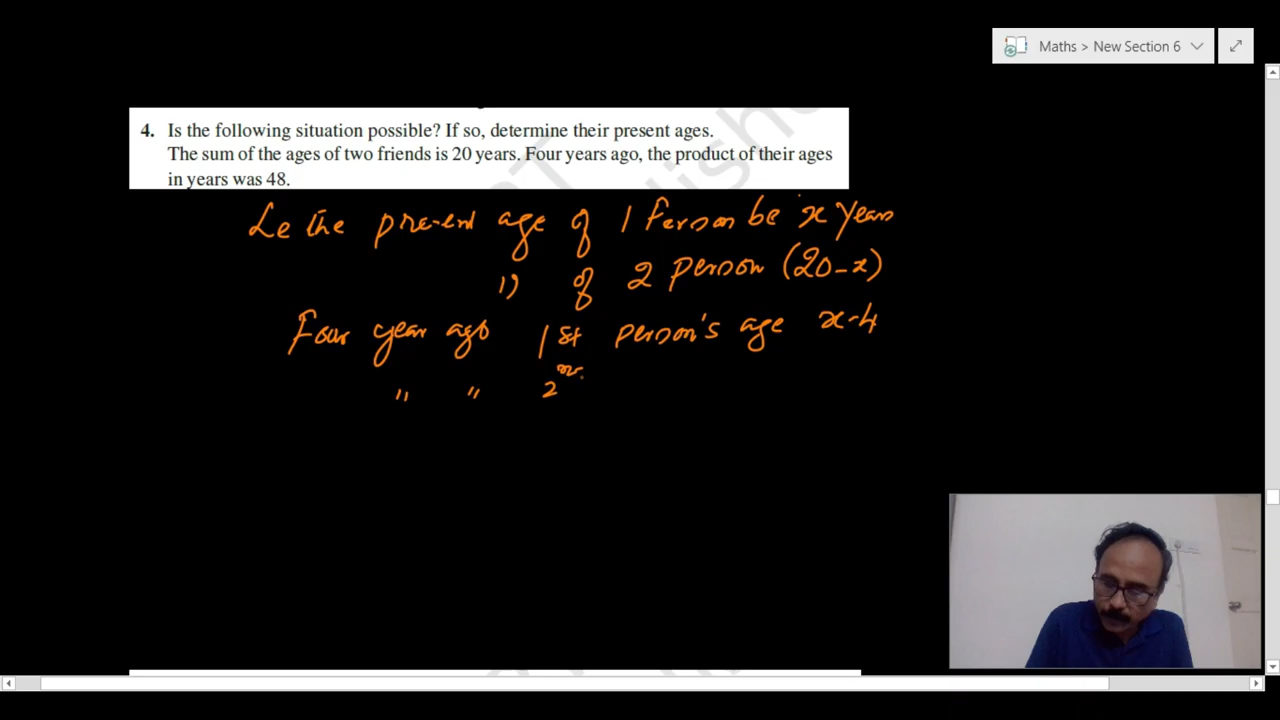 Maths > New Section 6
4. Is the following situation possible? If so, determine their present ages.
The sum of the ages of two friends is 20 years. Four years ago, the product of their ages
in years was 48.
Le the present age of 1 Person be x years
" of 2 person (20-x)
Four year ago 1st person's age x-4
" " 2